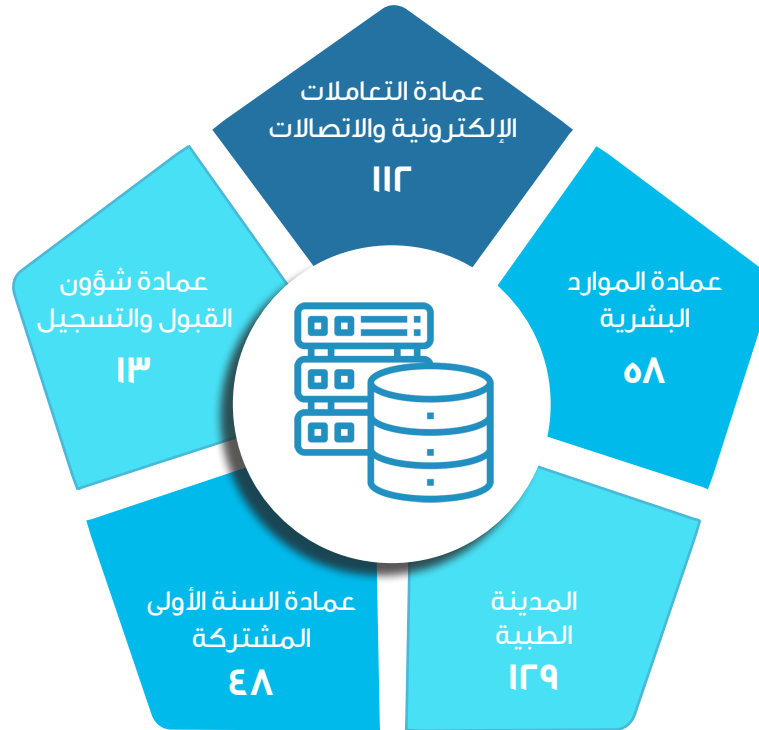 عمادة التعاملات
الإلكترونية والاتصالات
١١٢
عمادة الموارد
البشرية
٥٨
المدينة
الطبية
١٢٩
عمادة السنة الأولى
المشتركة
٤٨
عمادة شؤون
القبول والتسجيل
١٣